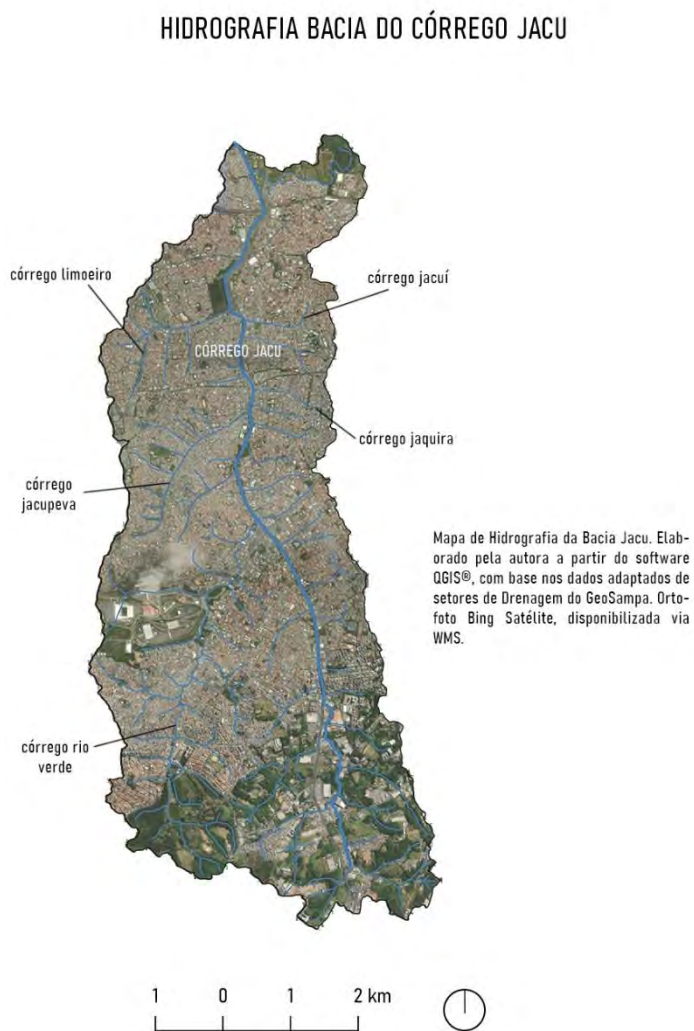 HIDROGRAFIA BACIA DO CÓRREGO JACU
córrego limoeiro
córrego jacuí
CÓRREGO JACU
córrego jaquira
córrego
jacupeva
Mapa de Hidrografia da Bacia Jacu. Elab-
orado pela autora a partir do software
QGIS®, com base nos dados adaptados de
setores de Drenagem do GeoSampa. Orto-
foto Bing Satélite, disponibilizada via
WMS.
córrego rio
verde
1 0 1 2 km